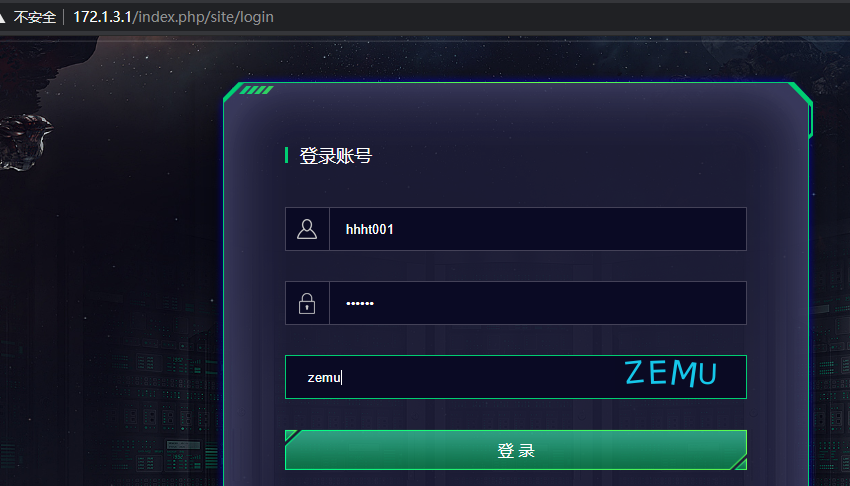 不安全 172.1.3.1/index.php/site/login
登录账号
hhht001
••••••
zemu ZEMU
登 录